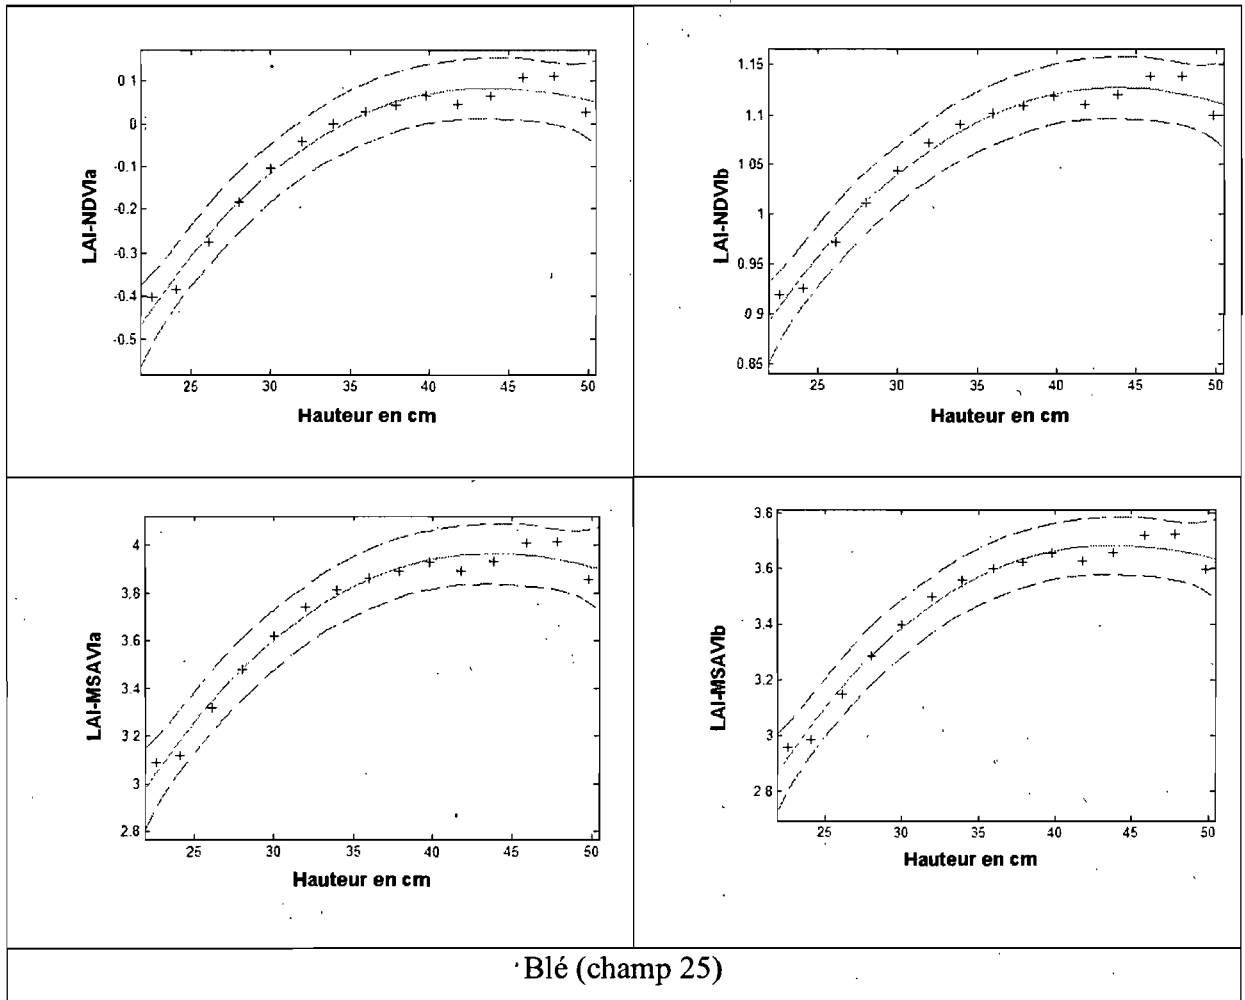 0 1
0
-0.1
-0.2
-0.3
-0.4
-0.5
LAI-NDVIa
25 30 35 40 45 50
Hauteur en cm
1.15
1.1
1.05
1
0.95
0 9
0.85
LAI-NDVIb
25 30 35 40 45 50
Hauteur en cm
4
3.8
3.6
3.4
3 2
3
2.8
LAI-MSAVIa
25 30 35 40 45 50
Hauteur en cm
3.8
3.6
3.4
3.2
3
2 8
LAI-MSAVIb
25 30 35 40 45 50
Hauteur en cm
Blé (champ 25)